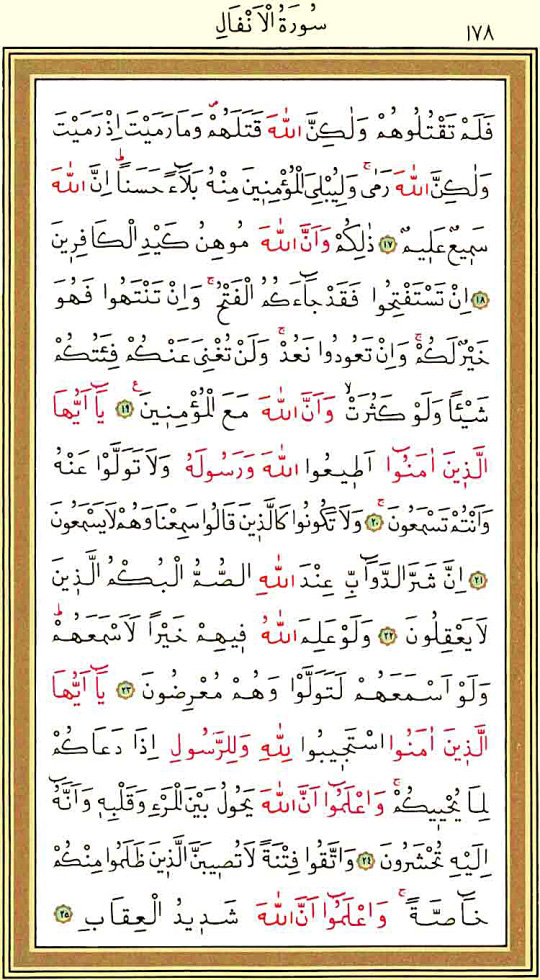 سُورَةُ الْاَنْفَالِ
١٧٨
فَلَمْ تَقْتُلُوهُمْ وَلٰكِنَّ اللّٰهَ قَتَلَهُمْۖ وَمَا رَمَيْتَ اِذْ رَمَيْتَ
وَلٰكِنَّ اللّٰهَ رَمٰىۚ وَلِيُبْلِيَ الْمُؤْمِنِينَ مِنْهُ بَلَٓاءً حَسَناًۜ اِنَّ اللّٰهَ
سَمِيعٌ عَلِيمٌ ﴿١٧﴾ ذٰلِكُمْ وَاَنَّ اللّٰهَ مُوهِنُ كَيْدِ الْكَافِرِينَ
﴿١٨﴾ اِنْ تَسْتَفْتِحُوا فَقَدْ جَٓاءَكُمُ الْفَتْحُۚ وَاِنْ تَنْتَهُوا فَهُوَ
خَيْرٌ لَكُمْۚ وَاِنْ تَعُودُوا نَعُدْۚ وَلَنْ تُغْنِيَ عَنْكُمْ فِئَتُكُمْ
شَيْـٔاً وَلَوْ كَثُرَتْۙ وَاَنَّ اللّٰهَ مَعَ الْمُؤْمِنِينَ۟ ﴿١٩﴾ يَٓا اَيُّهَا
الَّذِينَ اٰمَنُٓوا اَطِيعُوا اللّٰهَ وَرَسُولَهُ وَلَا تَوَلَّوْا عَنْهُ
وَاَنْتُمْ تَسْمَعُونَۚ ﴿٢٠﴾ وَلَا تَكُونُوا كَالَّذِينَ قَالُوا سَمِعْنَا وَهُمْ لَا يَسْمَعُونَ
﴿٢١﴾ اِنَّ شَرَّ الدَّوَٓابِّ عِنْدَ اللّٰهِ الصُّمُّ الْبُكْمُ الَّذِينَ
لَا يَعْقِلُونَ ﴿٢٢﴾ وَلَوْ عَلِمَ اللّٰهُ فِيهِمْ خَيْراً لَاَسْمَعَهُمْۜ
وَلَوْ اَسْمَعَهُمْ لَتَوَلَّوْا وَهُمْ مُعْرِضُونَ ﴿٢٣﴾ يَٓا اَيُّهَا
الَّذِينَ اٰمَنُوا اسْتَجِيبُوا لِلّٰهِ وَلِلرَّسُولِ اِذَا دَعَاكُمْ
لِمَا يُحْيِيكُمْۚ وَاعْلَمُٓوا اَنَّ اللّٰهَ يَحُولُ بَيْنَ الْمَرْءِ وَقَلْبِهِ وَاَنَّهُٓ
اِلَيْهِ تُحْشَرُونَ ﴿٢٤﴾ وَاتَّقُوا فِتْنَةً لَا تُصِيبَنَّ الَّذِينَ ظَلَمُوا مِنْكُمْ
خَٓاصَّةًۚ وَاعْلَمُٓوا اَنَّ اللّٰهَ شَدِيدُ الْعِقَابِ ﴿٢٥﴾